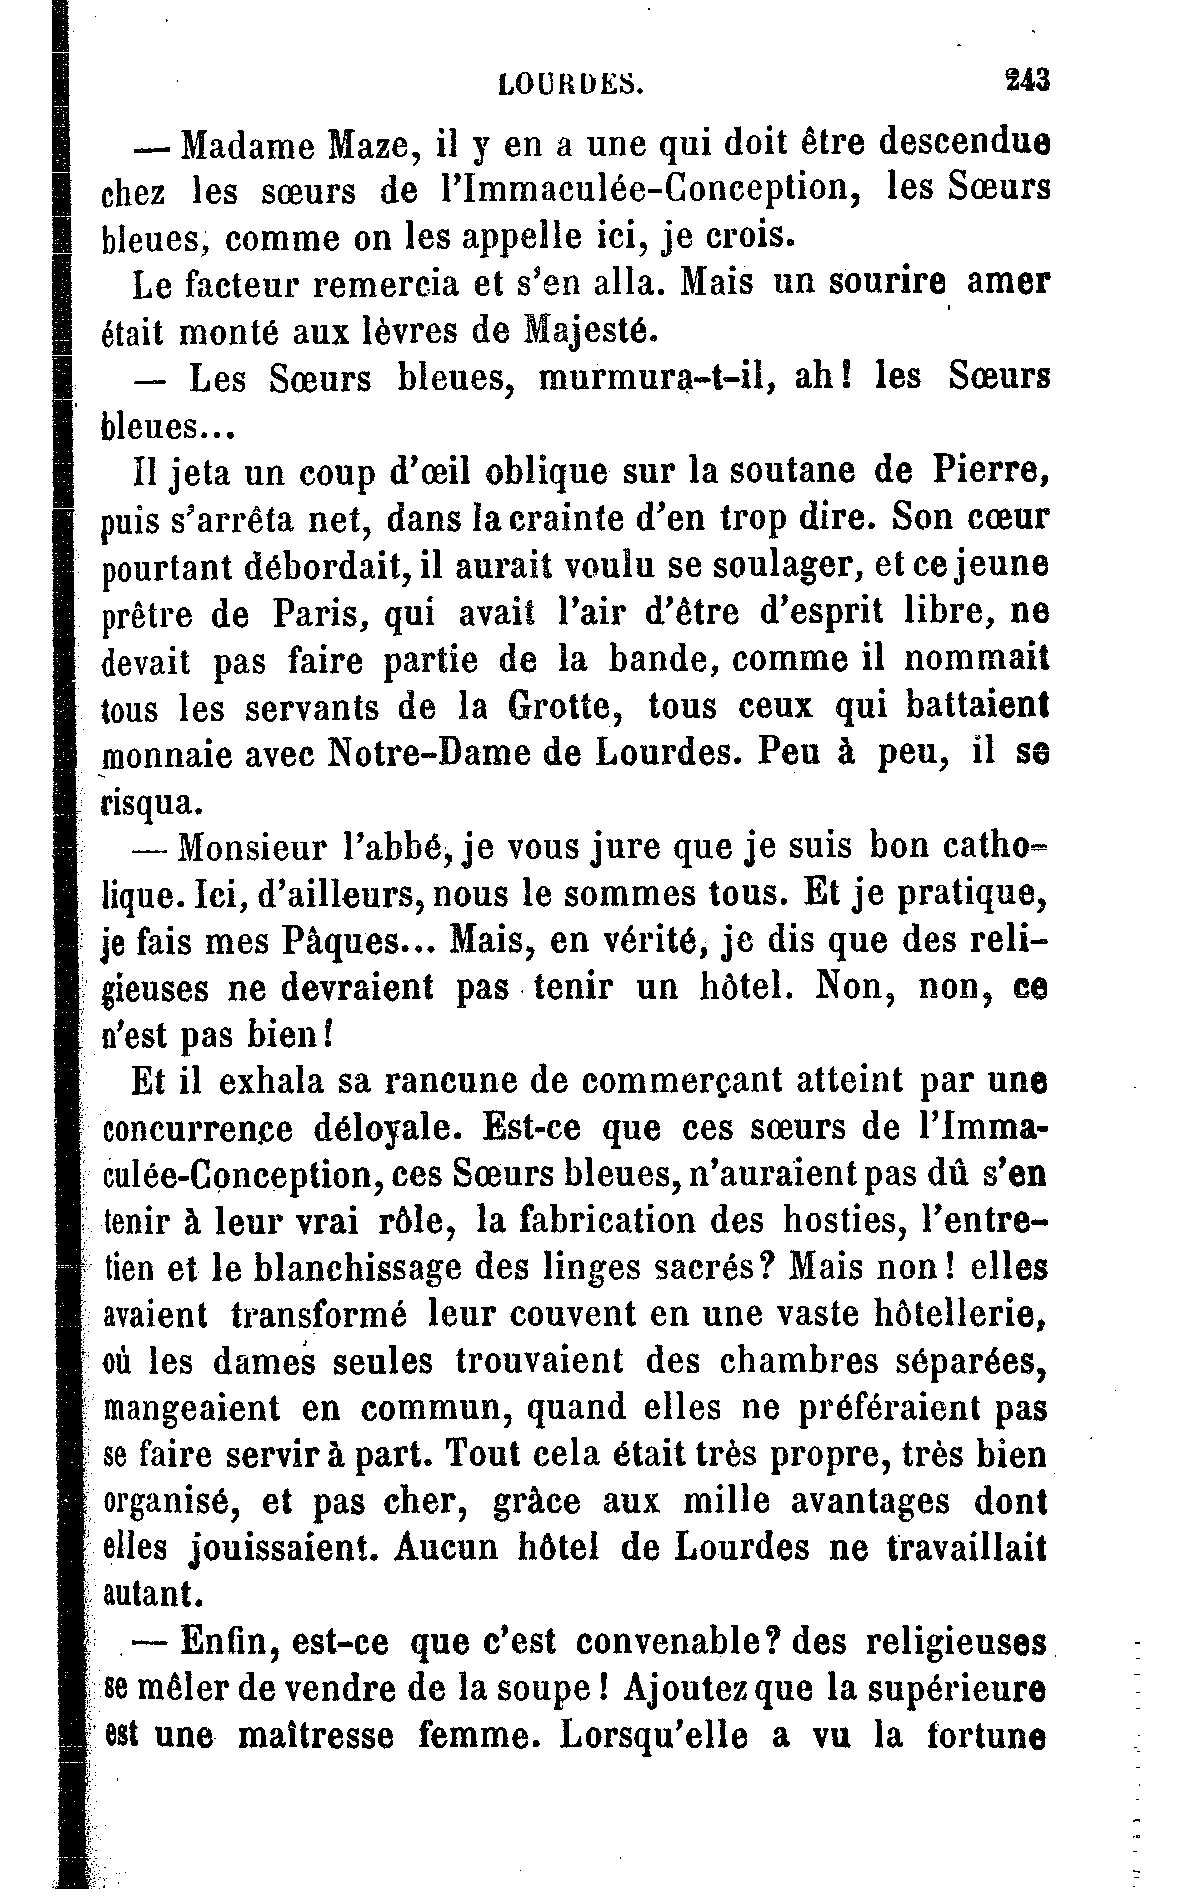 LOURDES. 243
— Madame Maze, il y en a une qui doit être descendue
chez les sœurs de l'Immaculée-Conception, les Sœurs
bleues, comme on les appelle ici, je crois.
Le facteur remercia et s'en alla. Mais un sourire amer
était monté aux lèvres de Majesté.
— Les Sœurs bleues, murmura-t-il, ah! les Sœurs
bleues...
Il jeta un coup d'œil oblique sur la soutane de Pierre,
puis s'arrêta net, dans la crainte d'en trop dire. Son cœur
pourtant débordait, il aurait voulu se soulager, et ce jeune
prêtre de Paris, qui avait l'air d'être d'esprit libre, ne
devait pas faire partie de la bande, comme il nommait
tous les servants de la Grotte, tous ceux qui battaient
monnaie avec Notre-Dame de Lourdes. Peu à peu, il se
risqua.
— Monsieur l'abbé, je vous jure que je suis bon catho-
lique. Ici, d'ailleurs, nous le sommes tous. Et je pratique,
je fais mes Pâques... Mais, en vérité, je dis que des reli-
gieuses ne devraient pas tenir un hôtel. Non, non, ce
n'est pas bien!
Et il exhala sa rancune de commerçant atteint par une
concurrence déloyale. Est-ce que ces sœurs de l'Imma-
culée-Conception, ces Sœurs bleues, n'auraient pas dû s'en
tenir à leur vrai rôle, la fabrication des hosties, l'entre-
tien et le blanchissage des linges sacrés? Mais non! elles
avaient transformé leur couvent en une vaste hôtellerie,
où les dames seules trouvaient des chambres séparées,
mangeaient en commun, quand elles ne préféraient pas
se faire servir à part. Tout cela était très propre, très bien
organisé, et pas cher, grâce aux mille avantages dont
elles jouissaient. Aucun hôtel de Lourdes ne travaillait
autant.
— Enfin, est-ce que c'est convenable? des religieuses
se mêler de vendre de la soupe! Ajoutez que la supérieure
est une maîtresse femme. Lorsqu'elle a vu la fortune